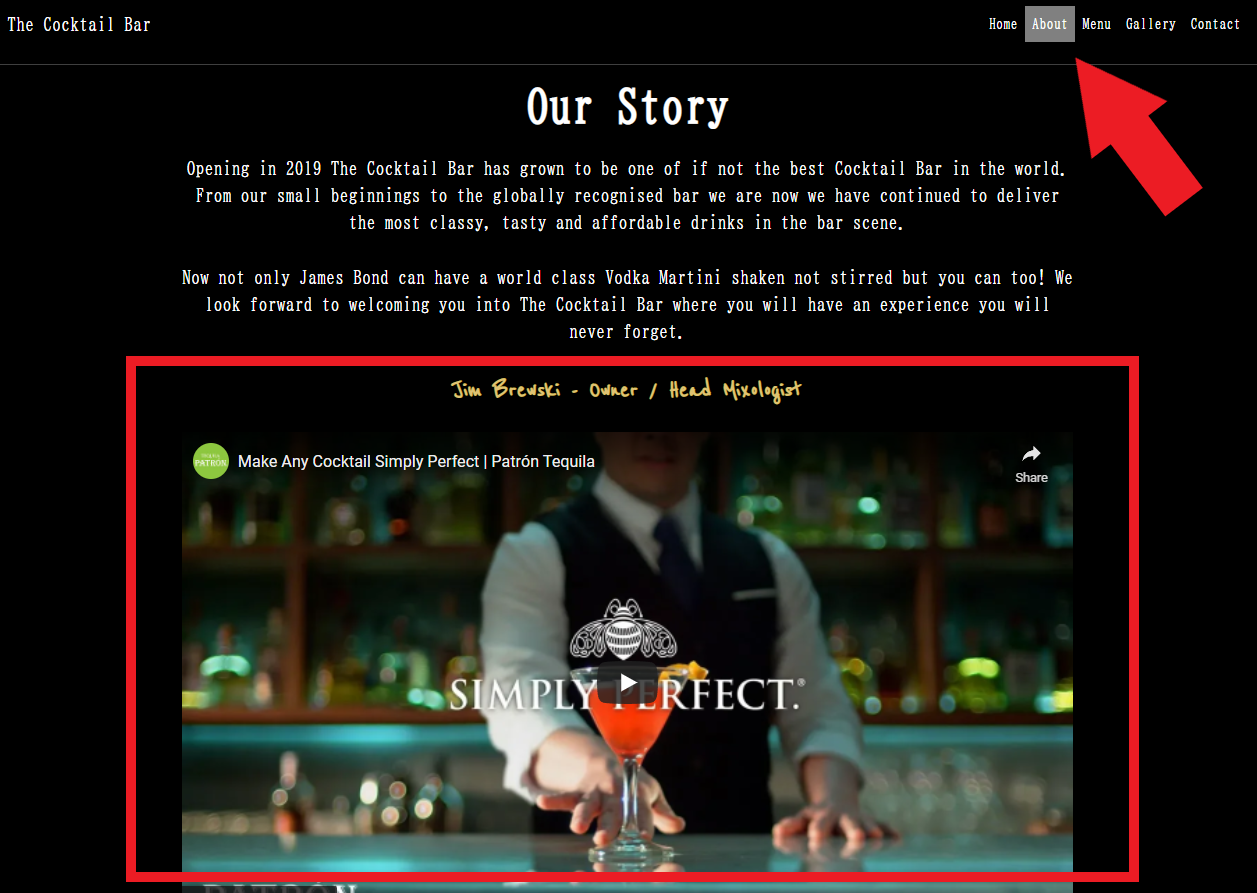 The Cocktail Bar
Home About Menu Gallery Contact
Our Story
Opening in 2019 The Cocktail Bar has grown to be one of if not the best Cocktail Bar in the world.
From our small beginnings to the globally recognised bar we are now we have continued to deliver
the most classy, tasty and affordable drinks in the bar scene.
Now not only James Bond can have a world class Vodka Martini shaken not stirred but you can too! We
look forward to welcoming you into The Cocktail Bar where you will have an experience you will
never forget.
Jim Brewski - Owner / Head Mixologist
PATRÓN
Make Any Cocktail Simply Perfect | Patrón Tequila
Share
SIMPLY PERFECT.®
PATRÓN